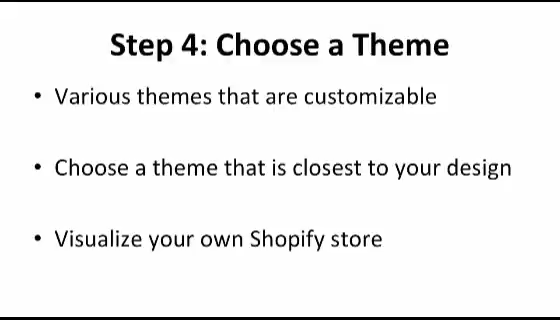 Step 4: Choose a Theme
• Various themes that are customizable
• Choose a theme that is closest to your design
• Visualize your own Shopify store